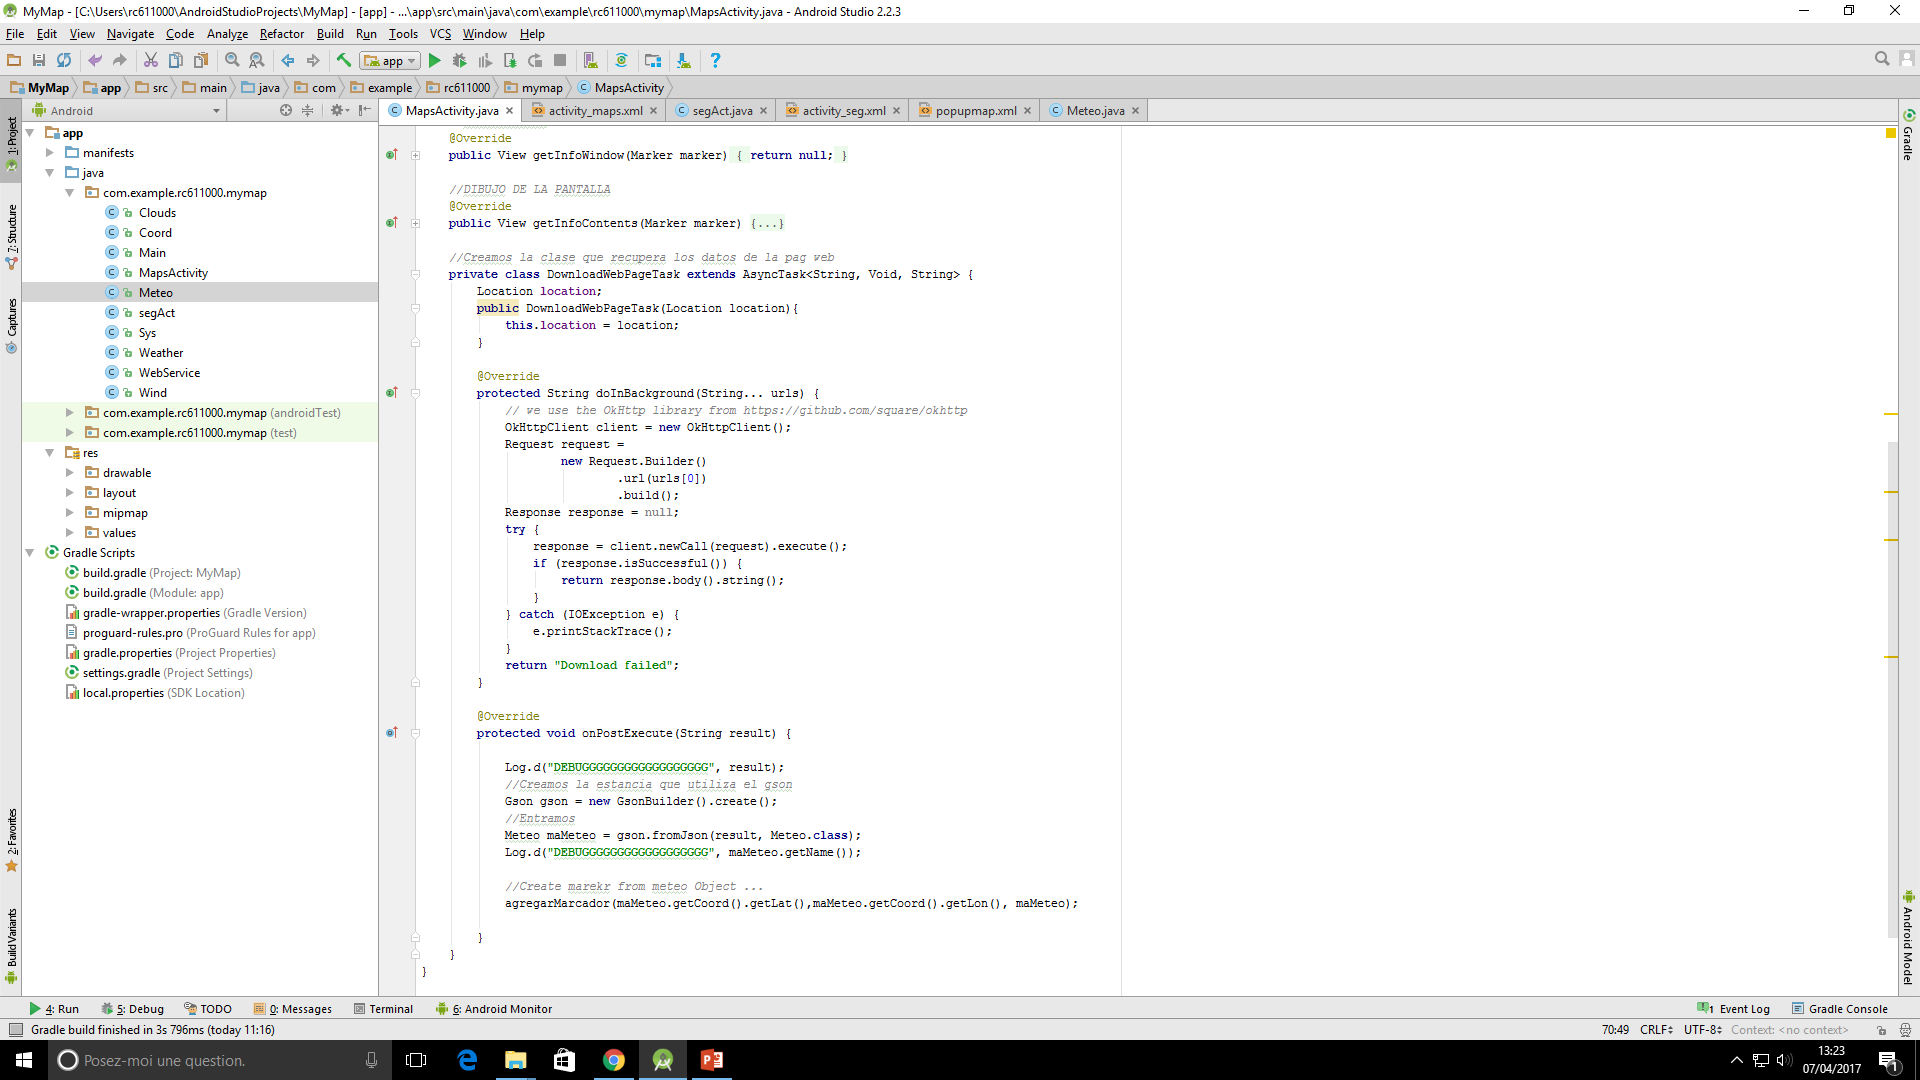 MyMap - [C:\Users\rc611000\AndroidStudioProjects\MyMap] - [app] - ...\app\src\main\java\com\example\rc611000\mymap\MapsActivity.java - Android Studio 2.2.3
File Edit View Navigate Code Analyze Refactor Build Run Tools VCS Window Help
app
MyMap app src main java com example rc611000 mymap MapsActivity
Android
MapsActivity.java activity_maps.xml segAct.java activity_seg.xml popupmap.xml Meteo.java
1: Project
7: Structure
Captures
2: Favorites
Build Variants
app
manifests
java
com.example.rc611000.mymap
Clouds
Coord
Main
MapsActivity
Meteo
segAct
Sys
Weather
WebService
Wind
com.example.rc611000.mymap (androidTest)
com.example.rc611000.mymap (test)
res
drawable
layout
mipmap
values
Gradle Scripts
build.gradle (Project: MyMap)
build.gradle (Module: app)
gradle-wrapper.properties (Gradle Version)
proguard-rules.pro (ProGuard Rules for app)
gradle.properties (Project Properties)
settings.gradle (Project Settings)
local.properties (SDK Location)
@Override
public View getInfoWindow(Marker marker) { return null; }
//DIBUJO DE LA PANTALLA
@Override
public View getInfoContents(Marker marker) {...}
//Creamos la clase que recupera los datos de la pag web
private class DownloadWebPageTask extends AsyncTask<String, Void, String> {
Location location;
public DownloadWebPageTask(Location location){
this.location = location;
}
@Override
protected String doInBackground(String... urls) {
// we use the OkHttp library from https://github.com/square/okhttp
OkHttpClient client = new OkHttpClient();
Request request =
new Request.Builder()
.url(urls[0])
.build();
Response response = null;
try {
response = client.newCall(request).execute();
if (response.isSuccessful()) {
return response.body().string();
}
} catch (IOException e) {
e.printStackTrace();
}
return "Download failed";
}
@Override
protected void onPostExecute(String result) {
Log.d("DEBUGGGGGGGGGGGGGGGGGG", result);
//Creamos la estancia que utiliza el gson
Gson gson = new GsonBuilder().create();
//Entramos
Meteo maMeteo = gson.fromJson(result, Meteo.class);
Log.d("DEBUGGGGGGGGGGGGGGGGGG", maMeteo.getName());
//Create marekr from meteo Object ...
agregarMarcador(maMeteo.getCoord().getLat(),maMeteo.getCoord().getLon(), maMeteo);
}
}
}
Gradle
Android Model
4: Run 5: Debug TODO 0: Messages Terminal 6: Android Monitor 1 Event Log Gradle Console
Gradle build finished in 3s 796ms (today 11:16) 70:49 CRLF UTF-8 Context: <no context>
Posez-moi une question.
13:23
07/04/2017
1